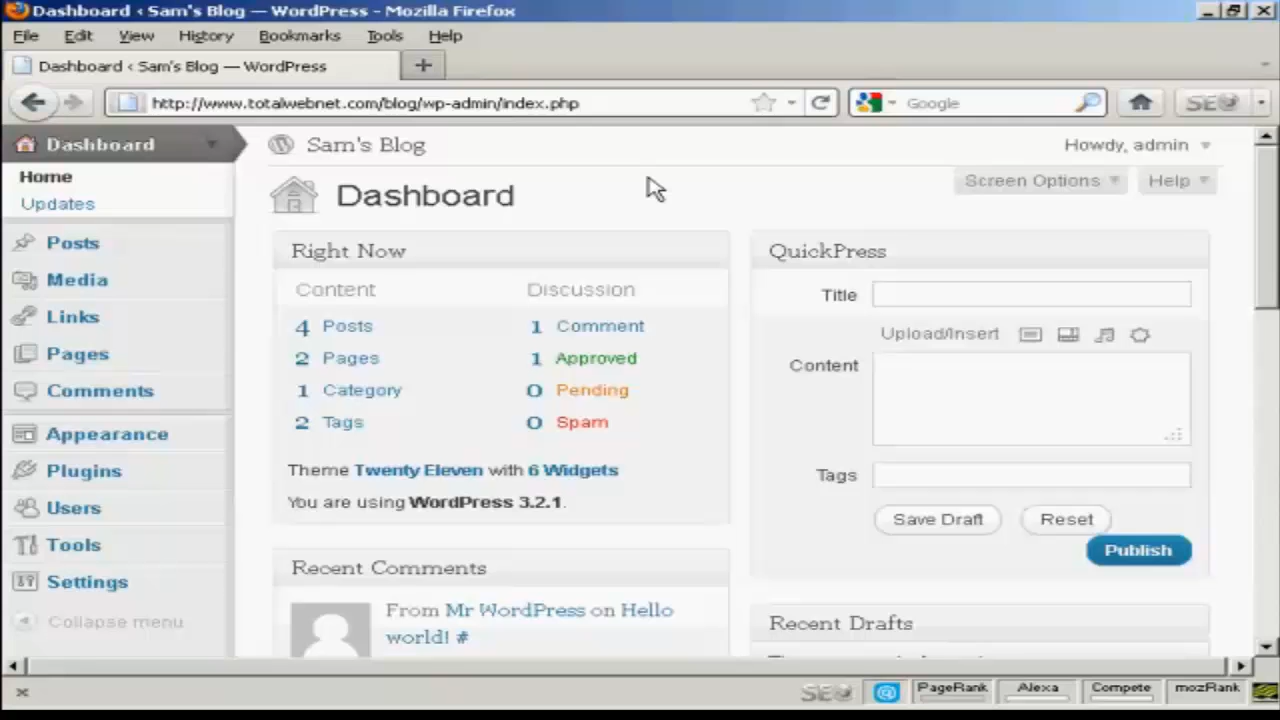 Dashboard ‹ Sam's Blog — WordPress - Mozilla Firefox
File Edit View History Bookmarks Tools Help
Dashboard ‹ Sam's Blog — WordPress
http://www.totalwebnet.com/blog/wp-admin/index.php
Google
SEO
Dashboard
Home
Updates
Posts
Media
Links
Pages
Comments
Appearance
Plugins
Users
Tools
Settings
Collapse menu
Sam's Blog
Howdy, admin
Dashboard
Screen Options
Help
Right Now
Content Discussion
4 Posts 1 Comment
2 Pages 1 Approved
1 Category 0 Pending
2 Tags 0 Spam
Theme Twenty Eleven with 6 Widgets
You are using WordPress 3.2.1.
Recent Comments
From Mr WordPress on Hello
world! #
QuickPress
Title
Upload/Insert
Content
Tags
Save Draft Reset
Publish
Recent Drafts
SEO PageRank Alexa Compete mozRank